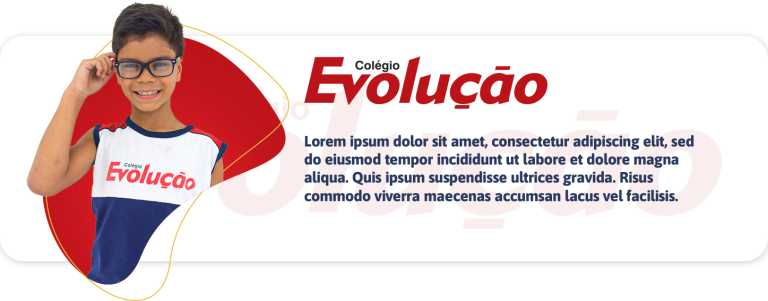 Colégio
Evolução
Lorem ipsum dolor sit amet, consectetur adipiscing elit, sed
do eiusmod tempor incididunt ut labore et dolore magna
aliqua. Quis ipsum suspendisse ultrices gravida. Risus
commodo viverra maecenas accumsan lacus vel facilisis.
Colégio
Evolução